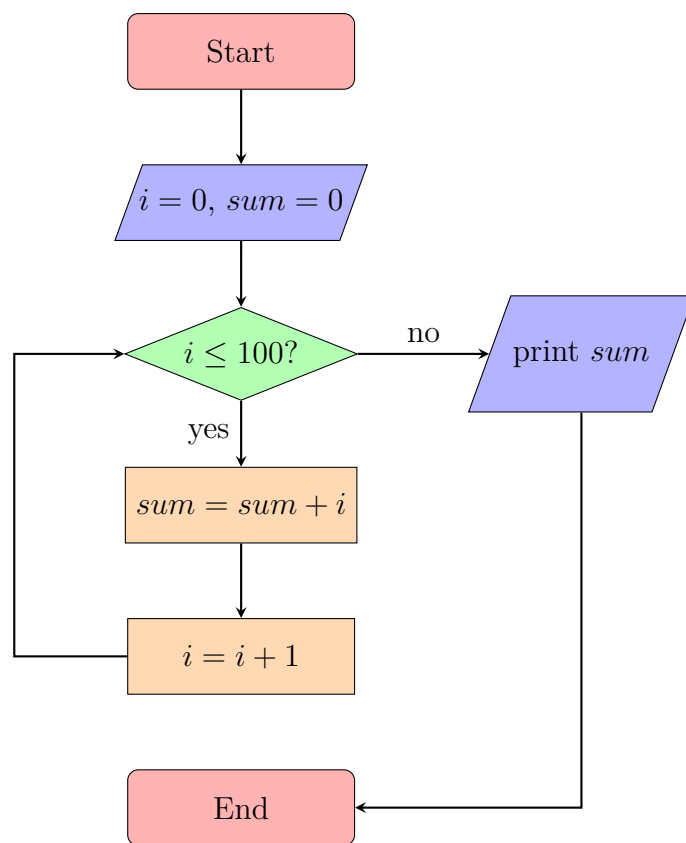 Start
i = 0, sum = 0
i ≤ 100?
no
print sum
yes
sum = sum + i
i = i + 1
End